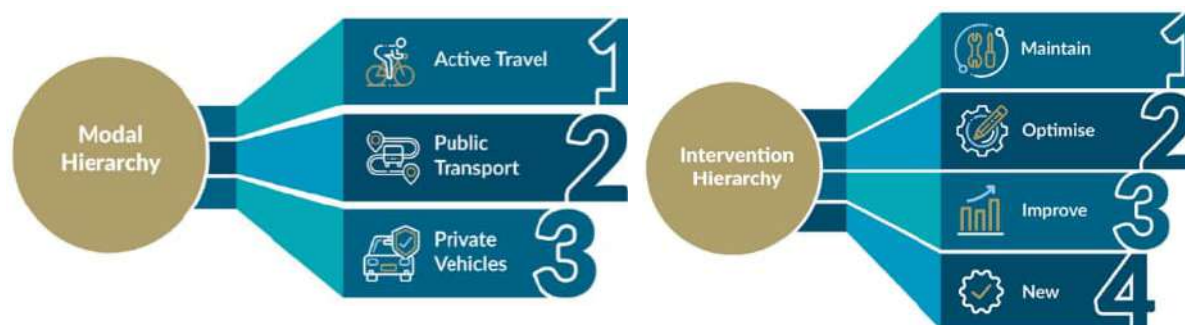 Modal
Hierarchy
Active Travel
1
Public
Transport
2
Private
Vehicles
3
Intervention
Hierarchy
Maintain
1
Optimise
2
Improve
3
New
4